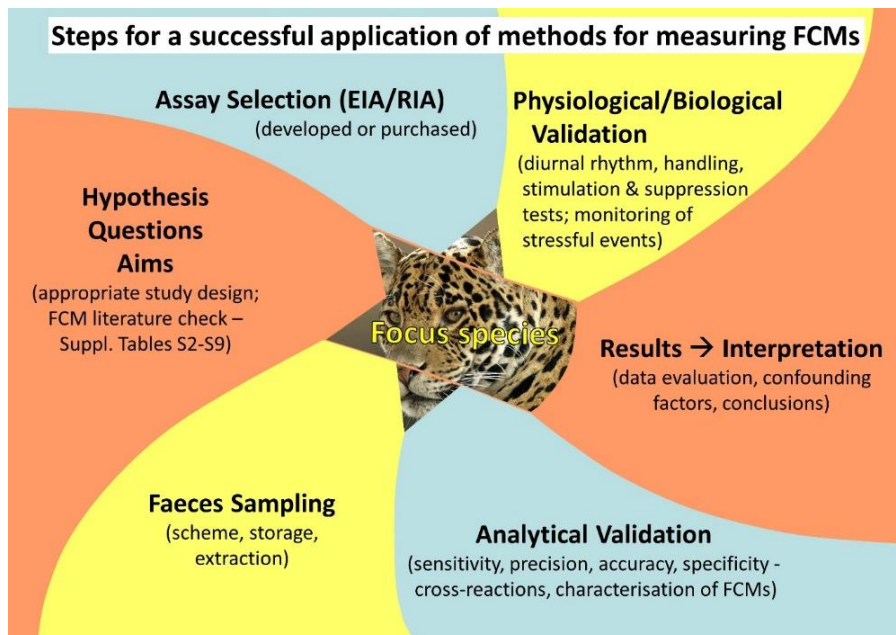 Steps for a successful application of methods for measuring FCMs
Assay Selection (EIA/RIA)
(developed or purchased)
Physiological/Biological
Validation
(diurnal rhythm, handling,
stimulation & suppression
tests; monitoring of
stressful events)
Hypothesis
Questions
Aims
(appropriate study design;
FCM literature check –
Suppl. Tables S2-S9)
Focus species
Results → Interpretation
(data evaluation, confounding
factors, conclusions)
Faeces Sampling
(scheme, storage,
extraction)
Analytical Validation
(sensitivity, precision, accuracy, specificity -
cross-reactions, characterisation of FCMs)